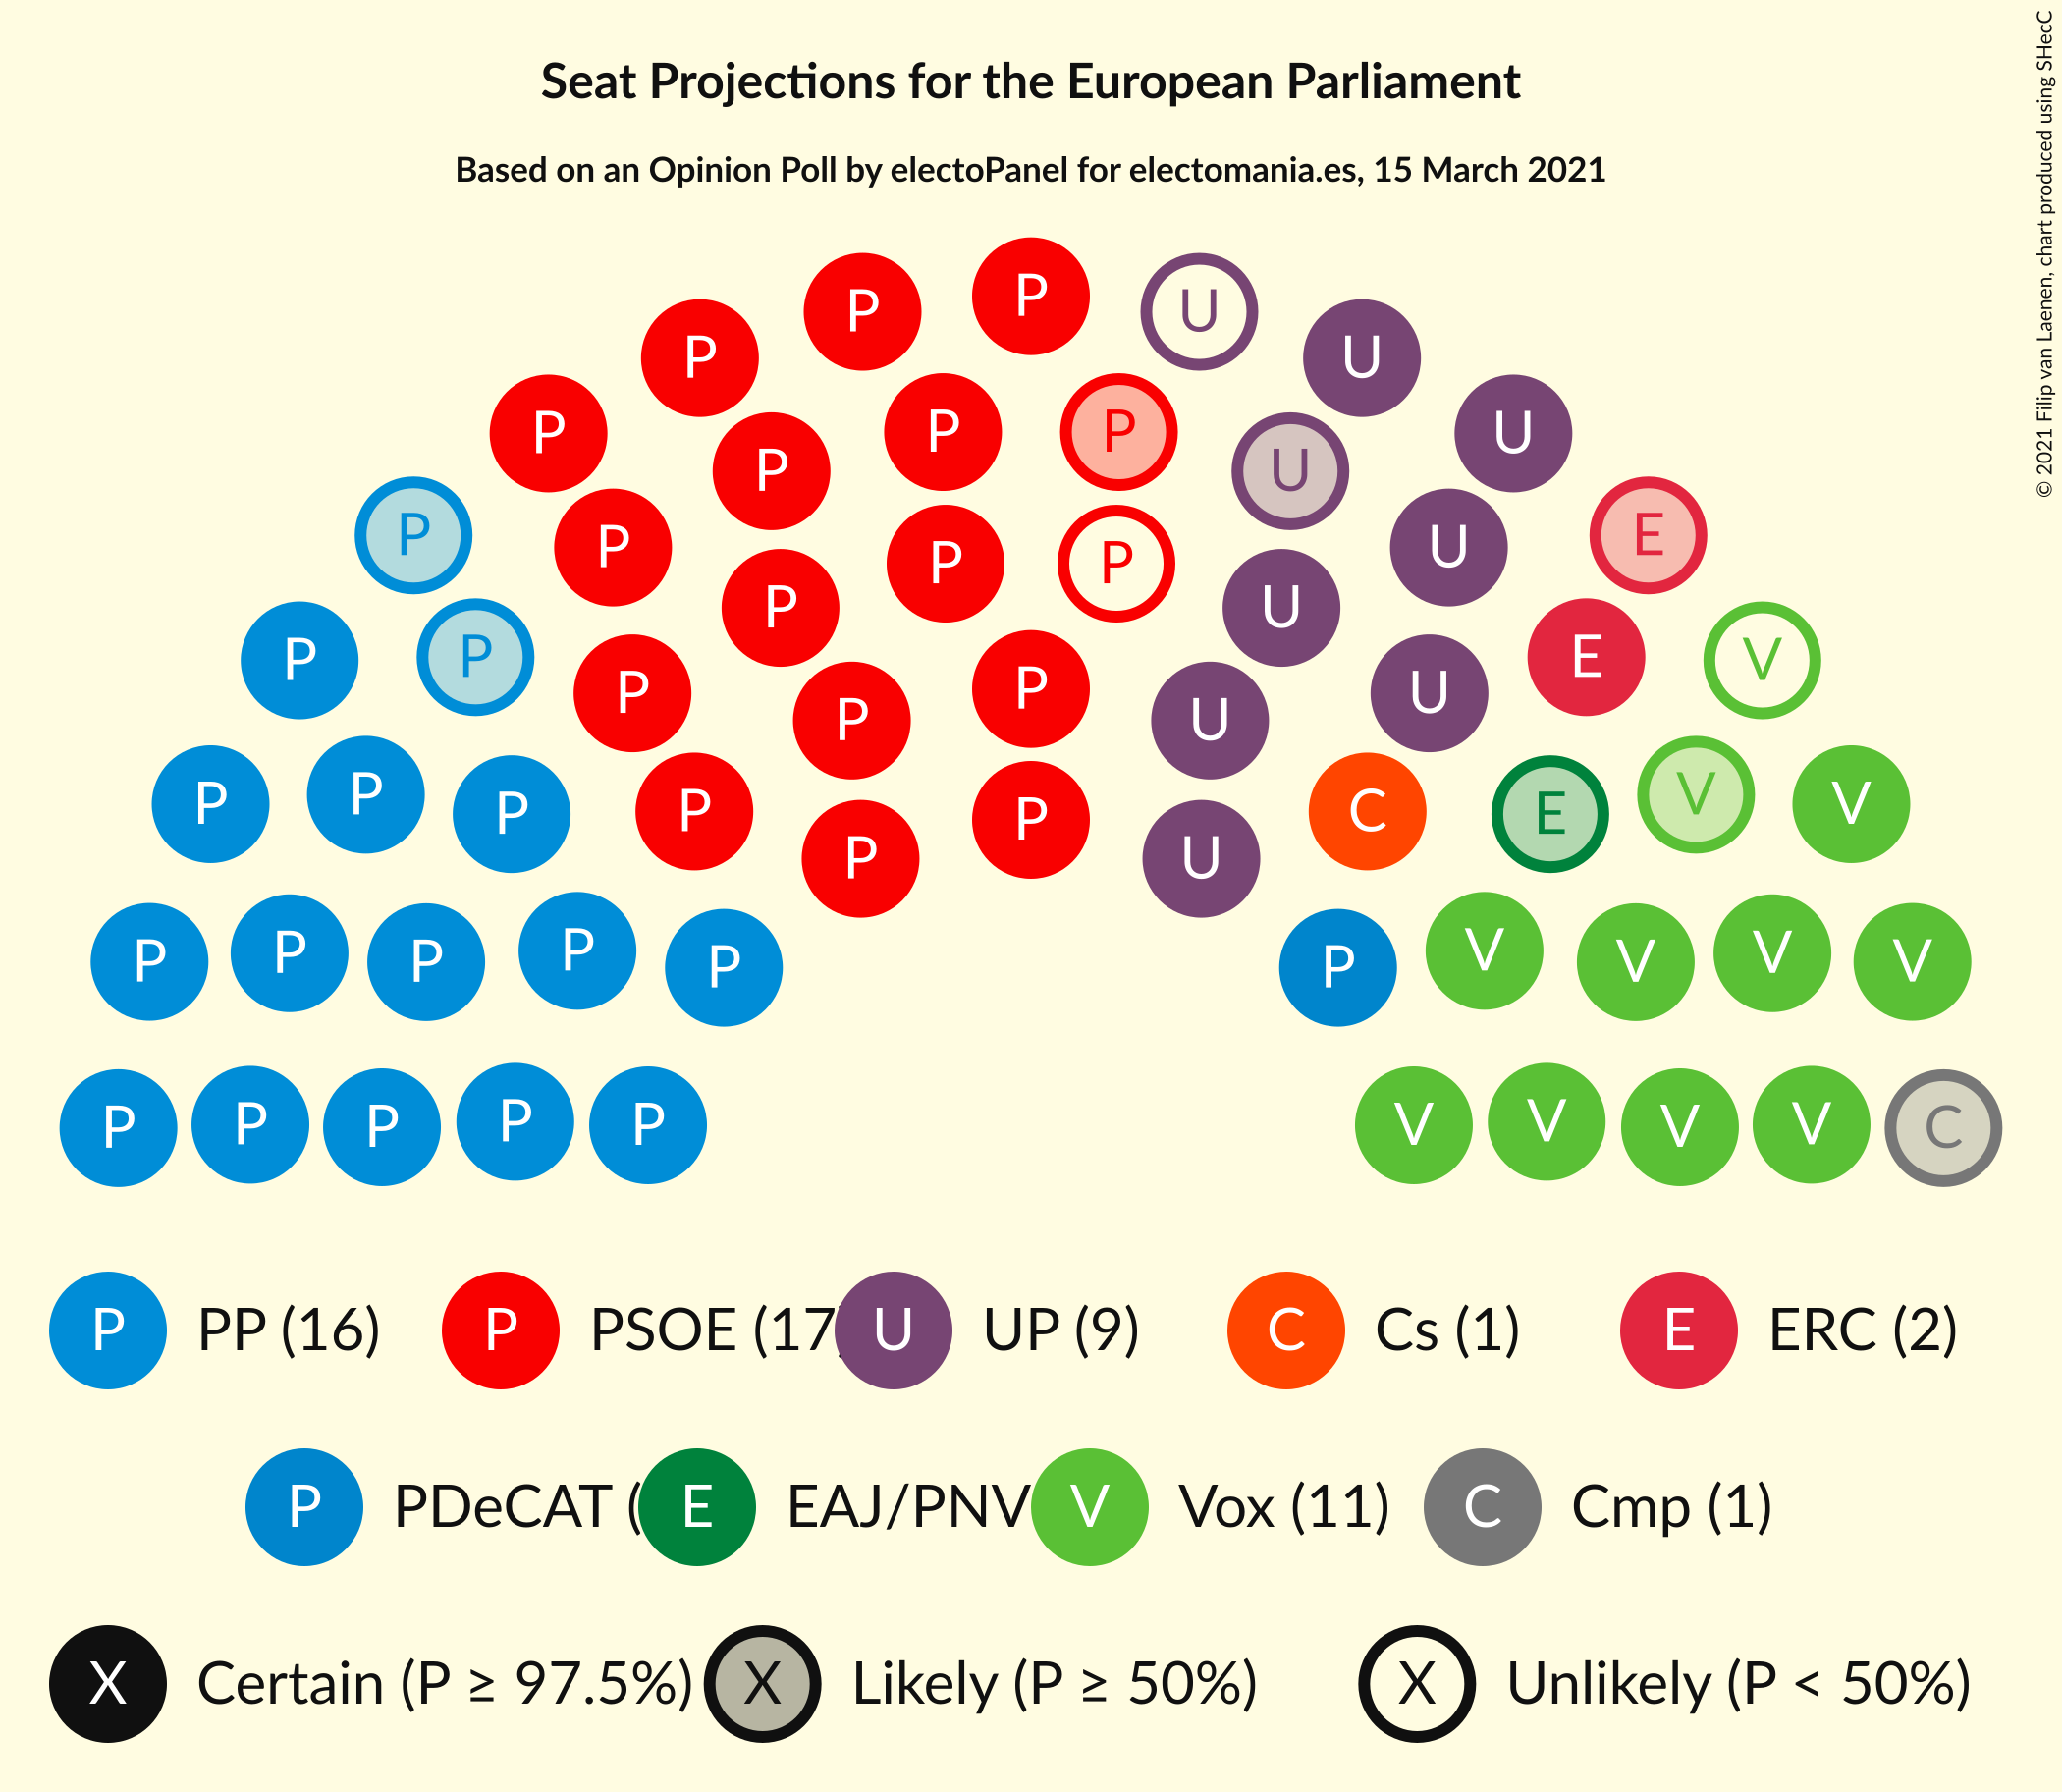 Seat Projections for the European Parliament
Based on an Opinion Poll by electoPanel for electomania.es, 15 March 2021
© 2021 Filip van Laenen, chart produced using SHecC
P P P U U
P P P P U U
P P P U E
P P P P U E V
P P P P U U V
P P P P C E V V
P P U
P P P P P P V V V V
P P P P P V V V V C
P PP (16) P PSOE (17 U UP (9) C Cs (1) E ERC (2)
P PDeCAT ( E EAJ/PNV V Vox (11) C Cmp (1)
X Certain (P ≥ 97.5%) X Likely (P ≥ 50%) X Unlikely (P < 50%)